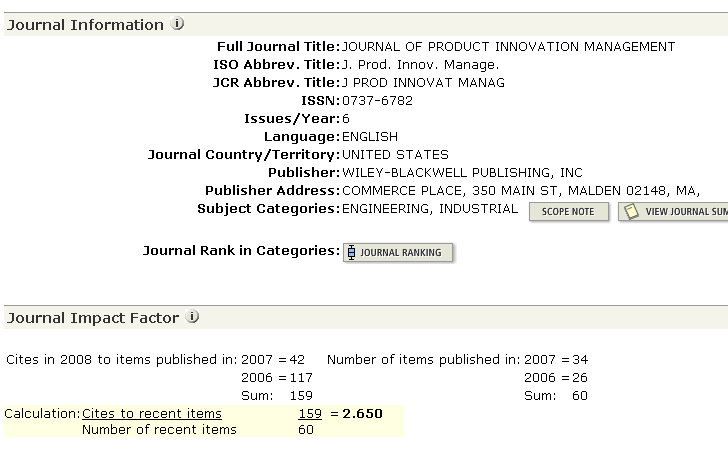 Journal Information
Full Journal Title: JOURNAL OF PRODUCT INNOVATION MANAGEMENT
ISO Abbrev. Title: J. Prod. Innov. Manage.
JCR Abbrev. Title: J PROD INNOVAT MANAG
ISSN: 0737-6782
Issues/Year: 6
Language: ENGLISH
Journal Country/Territory: UNITED STATES
Publisher: WILEY-BLACKWELL PUBLISHING, INC
Publisher Address: COMMERCE PLACE, 350 MAIN ST, MALDEN 02148, MA,
Subject Categories: ENGINEERING, INDUSTRIAL SCOPE NOTE VIEW JOURNAL SUM
Journal Rank in Categories: JOURNAL RANKING
Journal Impact Factor
Cites in 2008 to items published in: 2007 = 42 Number of items published in: 2007 = 34
2006 = 117 2006 = 26
Sum: 159 Sum: 60
Calculation: Cites to recent items 159 = 2.650
Number of recent items 60